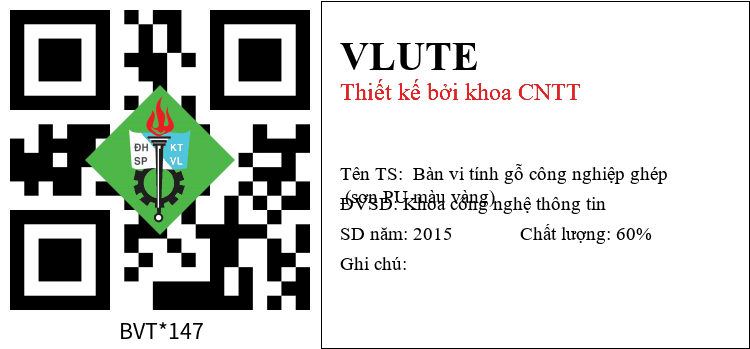 ĐH
KT
SP
VL
BVT*147
VLUTE
Thiết kế bởi khoa CNTT
Tên TS: Bàn vi tính gỗ công nghiệp ghép
(sơn PU màu vàng)
ĐVSD: Khoa công nghệ thông tin
SD năm: 2015 Chất lượng: 60%
Ghi chú: